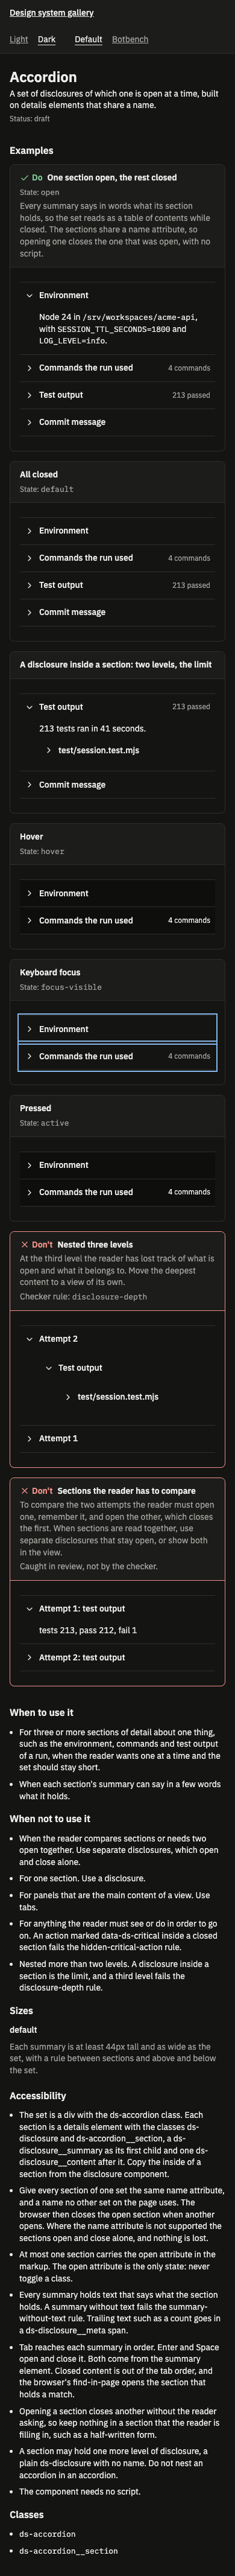 Design system gallery
Light Dark Default Botbench
Accordion
A set of disclosures of which one is open at a time, built
on details elements that share a name.
Status: draft
Examples
Do One section open, the rest closed
State: open
Every summary says in words what its section
holds, so the set reads as a table of contents while
closed. The sections share a name attribute, so
opening one closes the one that was open, with no
script.
Environment
Node 24 in /srv/workspaces/acme-api,
with SESSION_TTL_SECONDS=1800 and
LOG_LEVEL=info.
Commands the run used 4 commands
Test output 213 passed
Commit message
All closed
State: default
Environment
Commands the run used 4 commands
Test output 213 passed
Commit message
A disclosure inside a section: two levels, the limit
Test output 213 passed
213 tests ran in 41 seconds.
test/session.test.mjs
Commit message
Hover
State: hover
Environment
Commands the run used 4 commands
Keyboard focus
State: focus-visible
Environment
Commands the run used 4 commands
Pressed
State: active
Environment
Commands the run used 4 commands
Don't Nested three levels
At the third level the reader has lost track of what is
open and what it belongs to. Move the deepest
content to a view of its own.
Checker rule: disclosure-depth
Attempt 2
Test output
test/session.test.mjs
Attempt 1
Don't Sections the reader has to compare
To compare the two attempts the reader must open
one, remember it, and open the other, which closes
the first. When sections are read together, use
separate disclosures that stay open, or show both
in the view.
Caught in review, not by the checker.
Attempt 1: test output
tests 213, pass 212, fail 1
Attempt 2: test output
When to use it
For three or more sections of detail about one thing,
such as the environment, commands and test output
of a run, when the reader wants one at a time and the
set should stay short.
When each section's summary can say in a few words
what it holds.
When not to use it
When the reader compares sections or needs two
open together. Use separate disclosures, which open
and close alone.
For one section. Use a disclosure.
For panels that are the main content of a view. Use
tabs.
For anything the reader must see or do in order to go
on. An action marked data-ds-critical inside a closed
section fails the hidden-critical-action rule.
Nested more than two levels. A disclosure inside a
section is the limit, and a third level fails the
disclosure-depth rule.
Sizes
default
Each summary is at least 44px tall and as wide as the
set, with a rule between sections and above and below
the set.
Accessibility
The set is a div with the ds-accordion class. Each
section is a details element with the classes ds-
disclosure and ds-accordion__section, a ds-
disclosure__summary as its first child and one ds-
disclosure__content after it. Copy the inside of a
section from the disclosure component.
Give every section of one set the same name attribute,
and a name no other set on the page uses. The
browser then closes the open section when another
opens. Where the name attribute is not supported the
sections open and close alone, and nothing is lost.
At most one section carries the open attribute in the
markup. The open attribute is the only state: never
toggle a class.
Every summary holds text that says what the section
holds. A summary without text fails the summary-
without-text rule. Trailing text such as a count goes in
a ds-disclosure__meta span.
Tab reaches each summary in order. Enter and Space
open and close it. Both come from the summary
element. Closed content is out of the tab order, and
the browser's find-in-page opens the section that
holds a match.
Opening a section closes another without the reader
asking, so keep nothing in a section that the reader is
filling in, such as a half-written form.
A section may hold one more level of disclosure, a
plain ds-disclosure with no name. Do not nest an
accordion in an accordion.
The component needs no script.
Classes
ds-accordion
ds-accordion__section